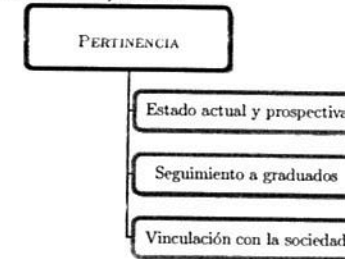 PERTINENCIA
Estado actual y prospectiva
Seguimiento a graduados
Vinculación con la sociedad